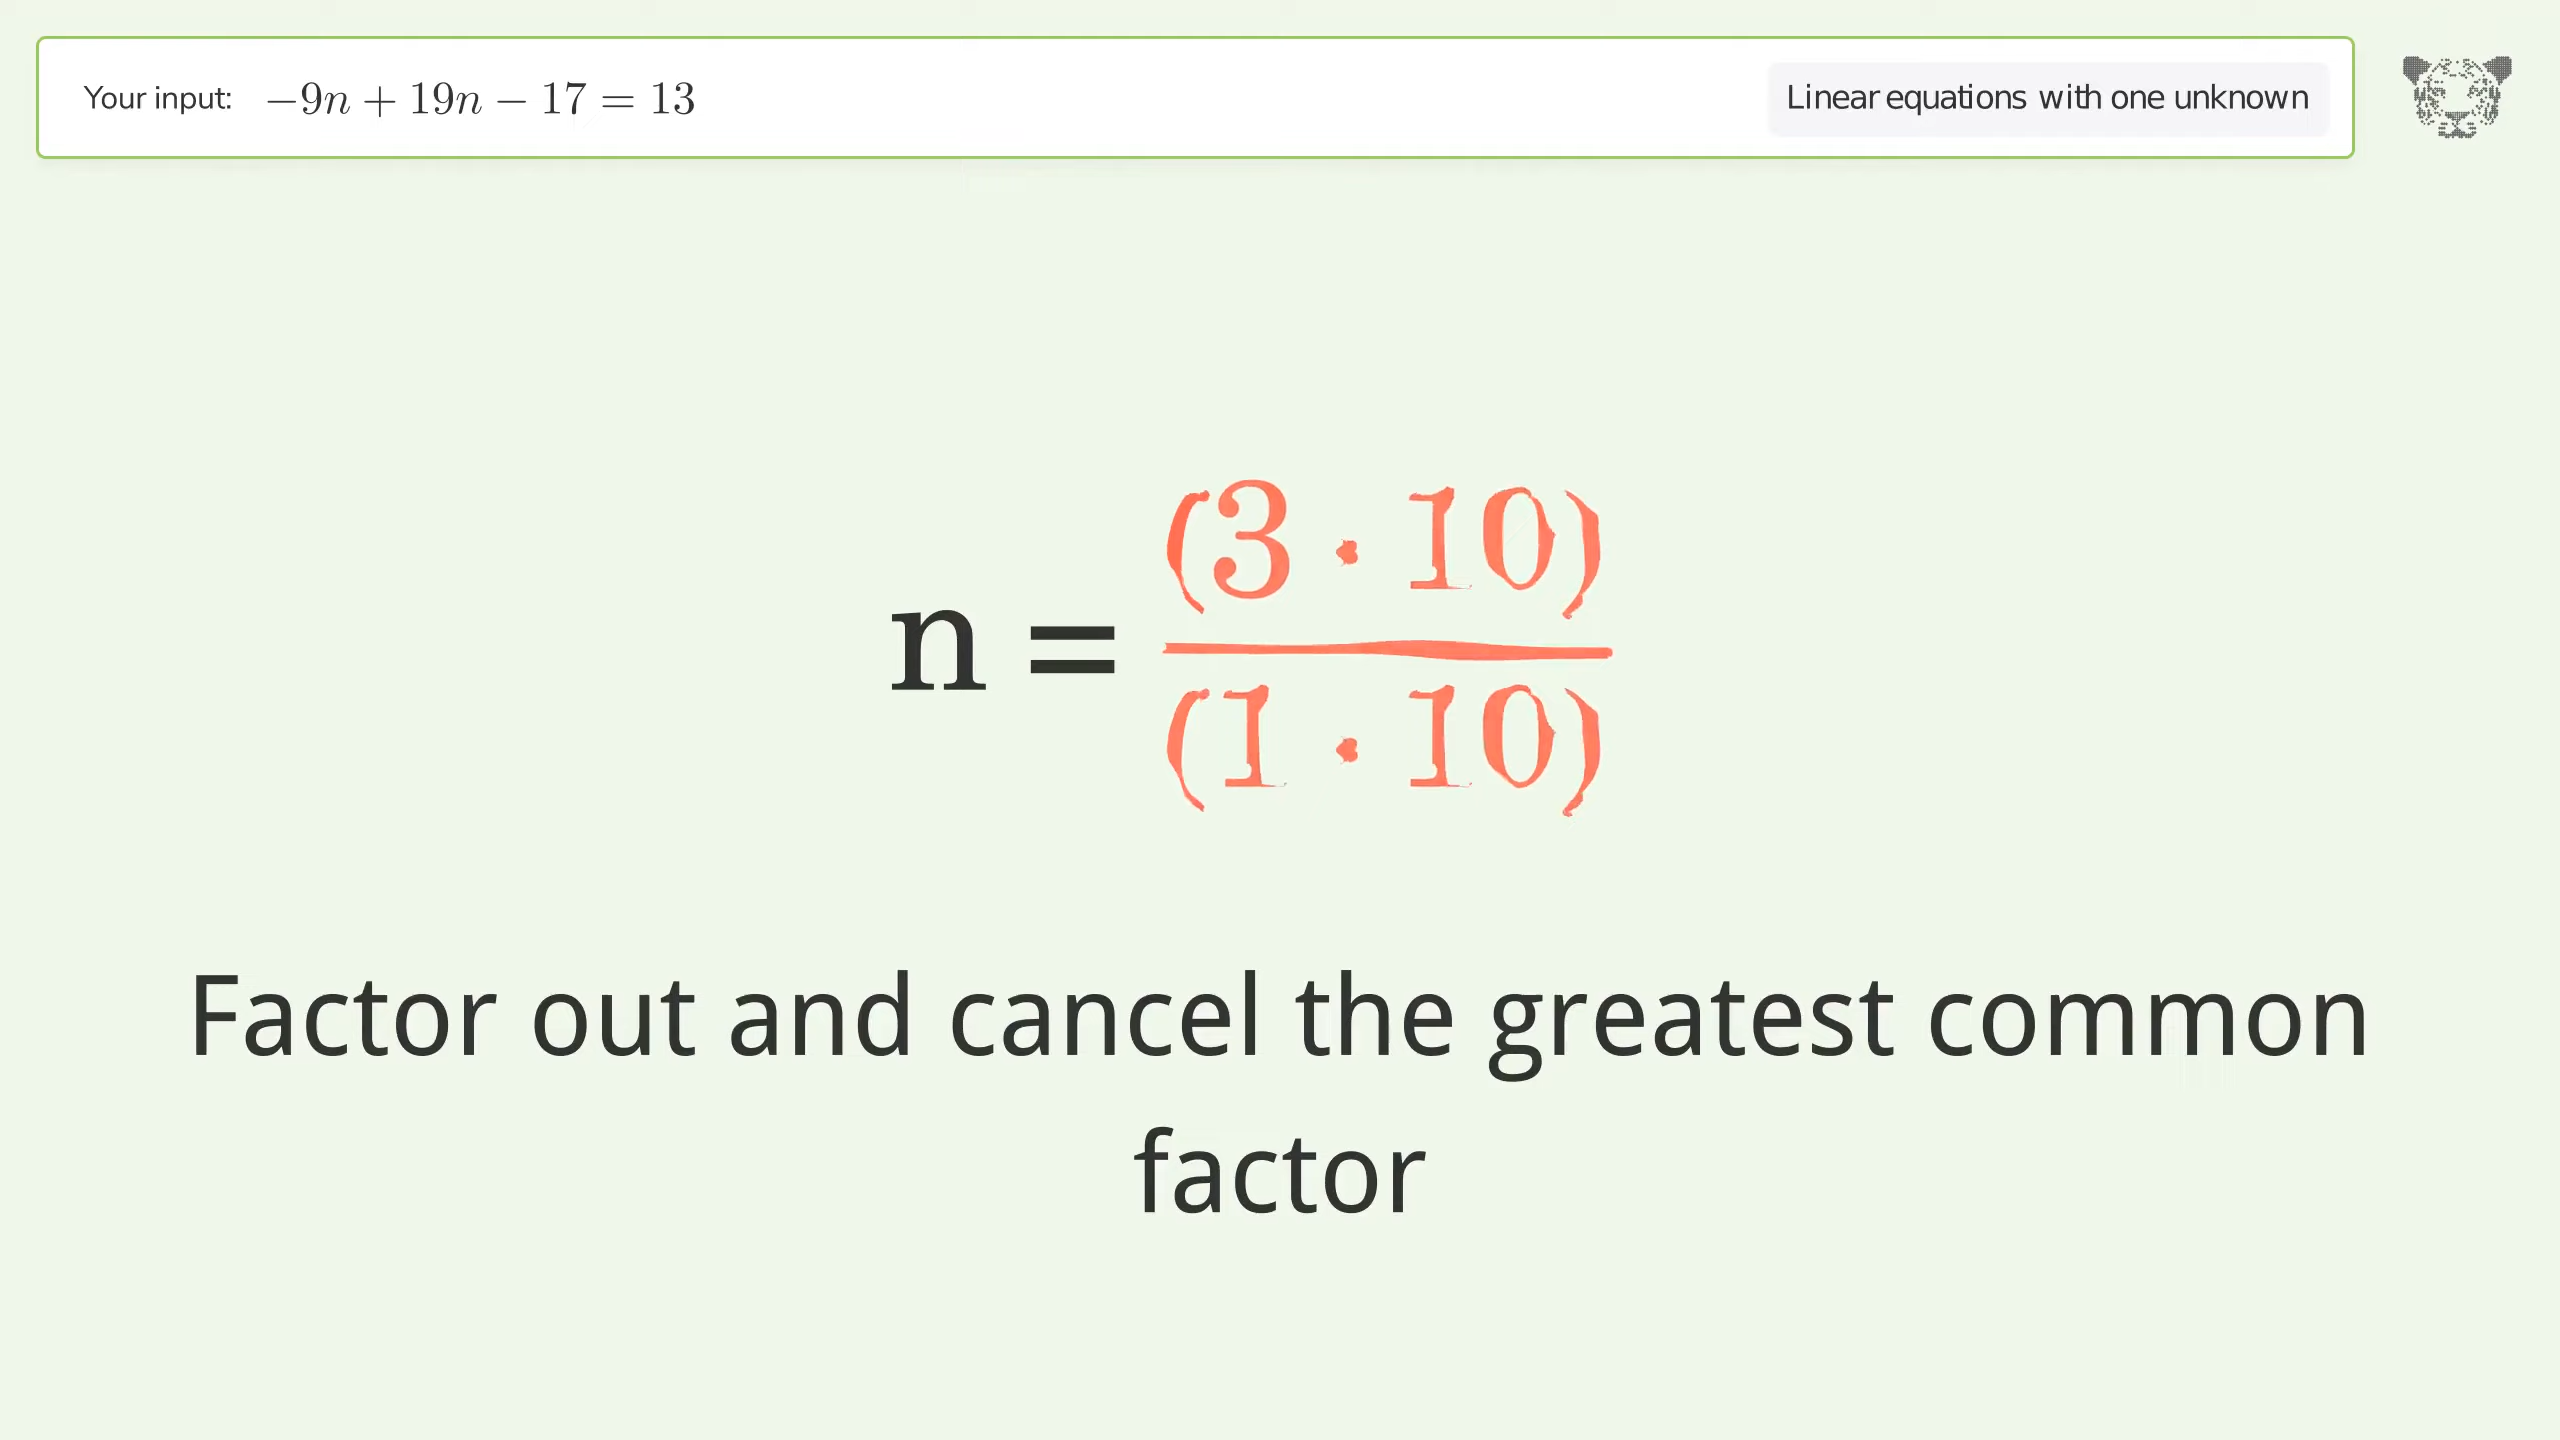 Your input: −9n + 19n − 17 = 13
Linear equations with one unknown
n = (3 · 10) / (1 · 10)
Factor out and cancel the greatest common
factor